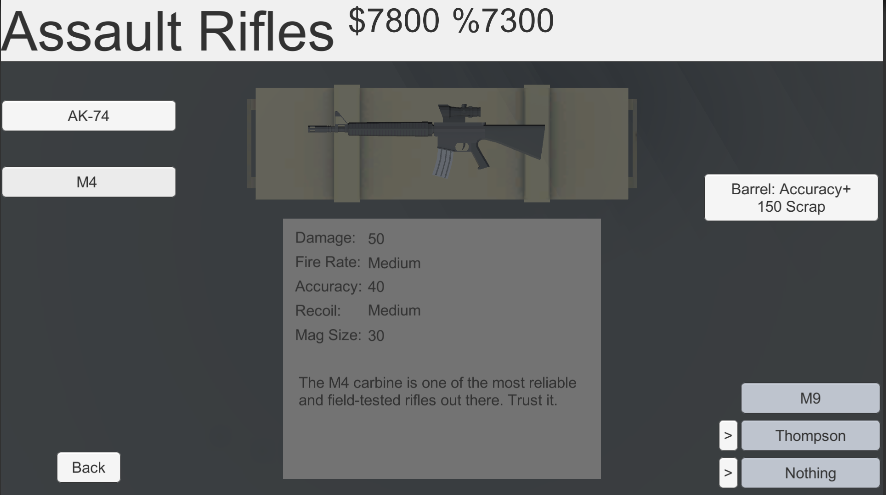 Assault Rifles $7800 %7300
AK-74
M4
Barrel: Accuracy+
150 Scrap
Damage: 50
Fire Rate: Medium
Accuracy: 40
Recoil: Medium
Mag Size: 30
The M4 carbine is one of the most reliable
and field-tested rifles out there. Trust it.
M9
> Thompson
> Nothing
Back